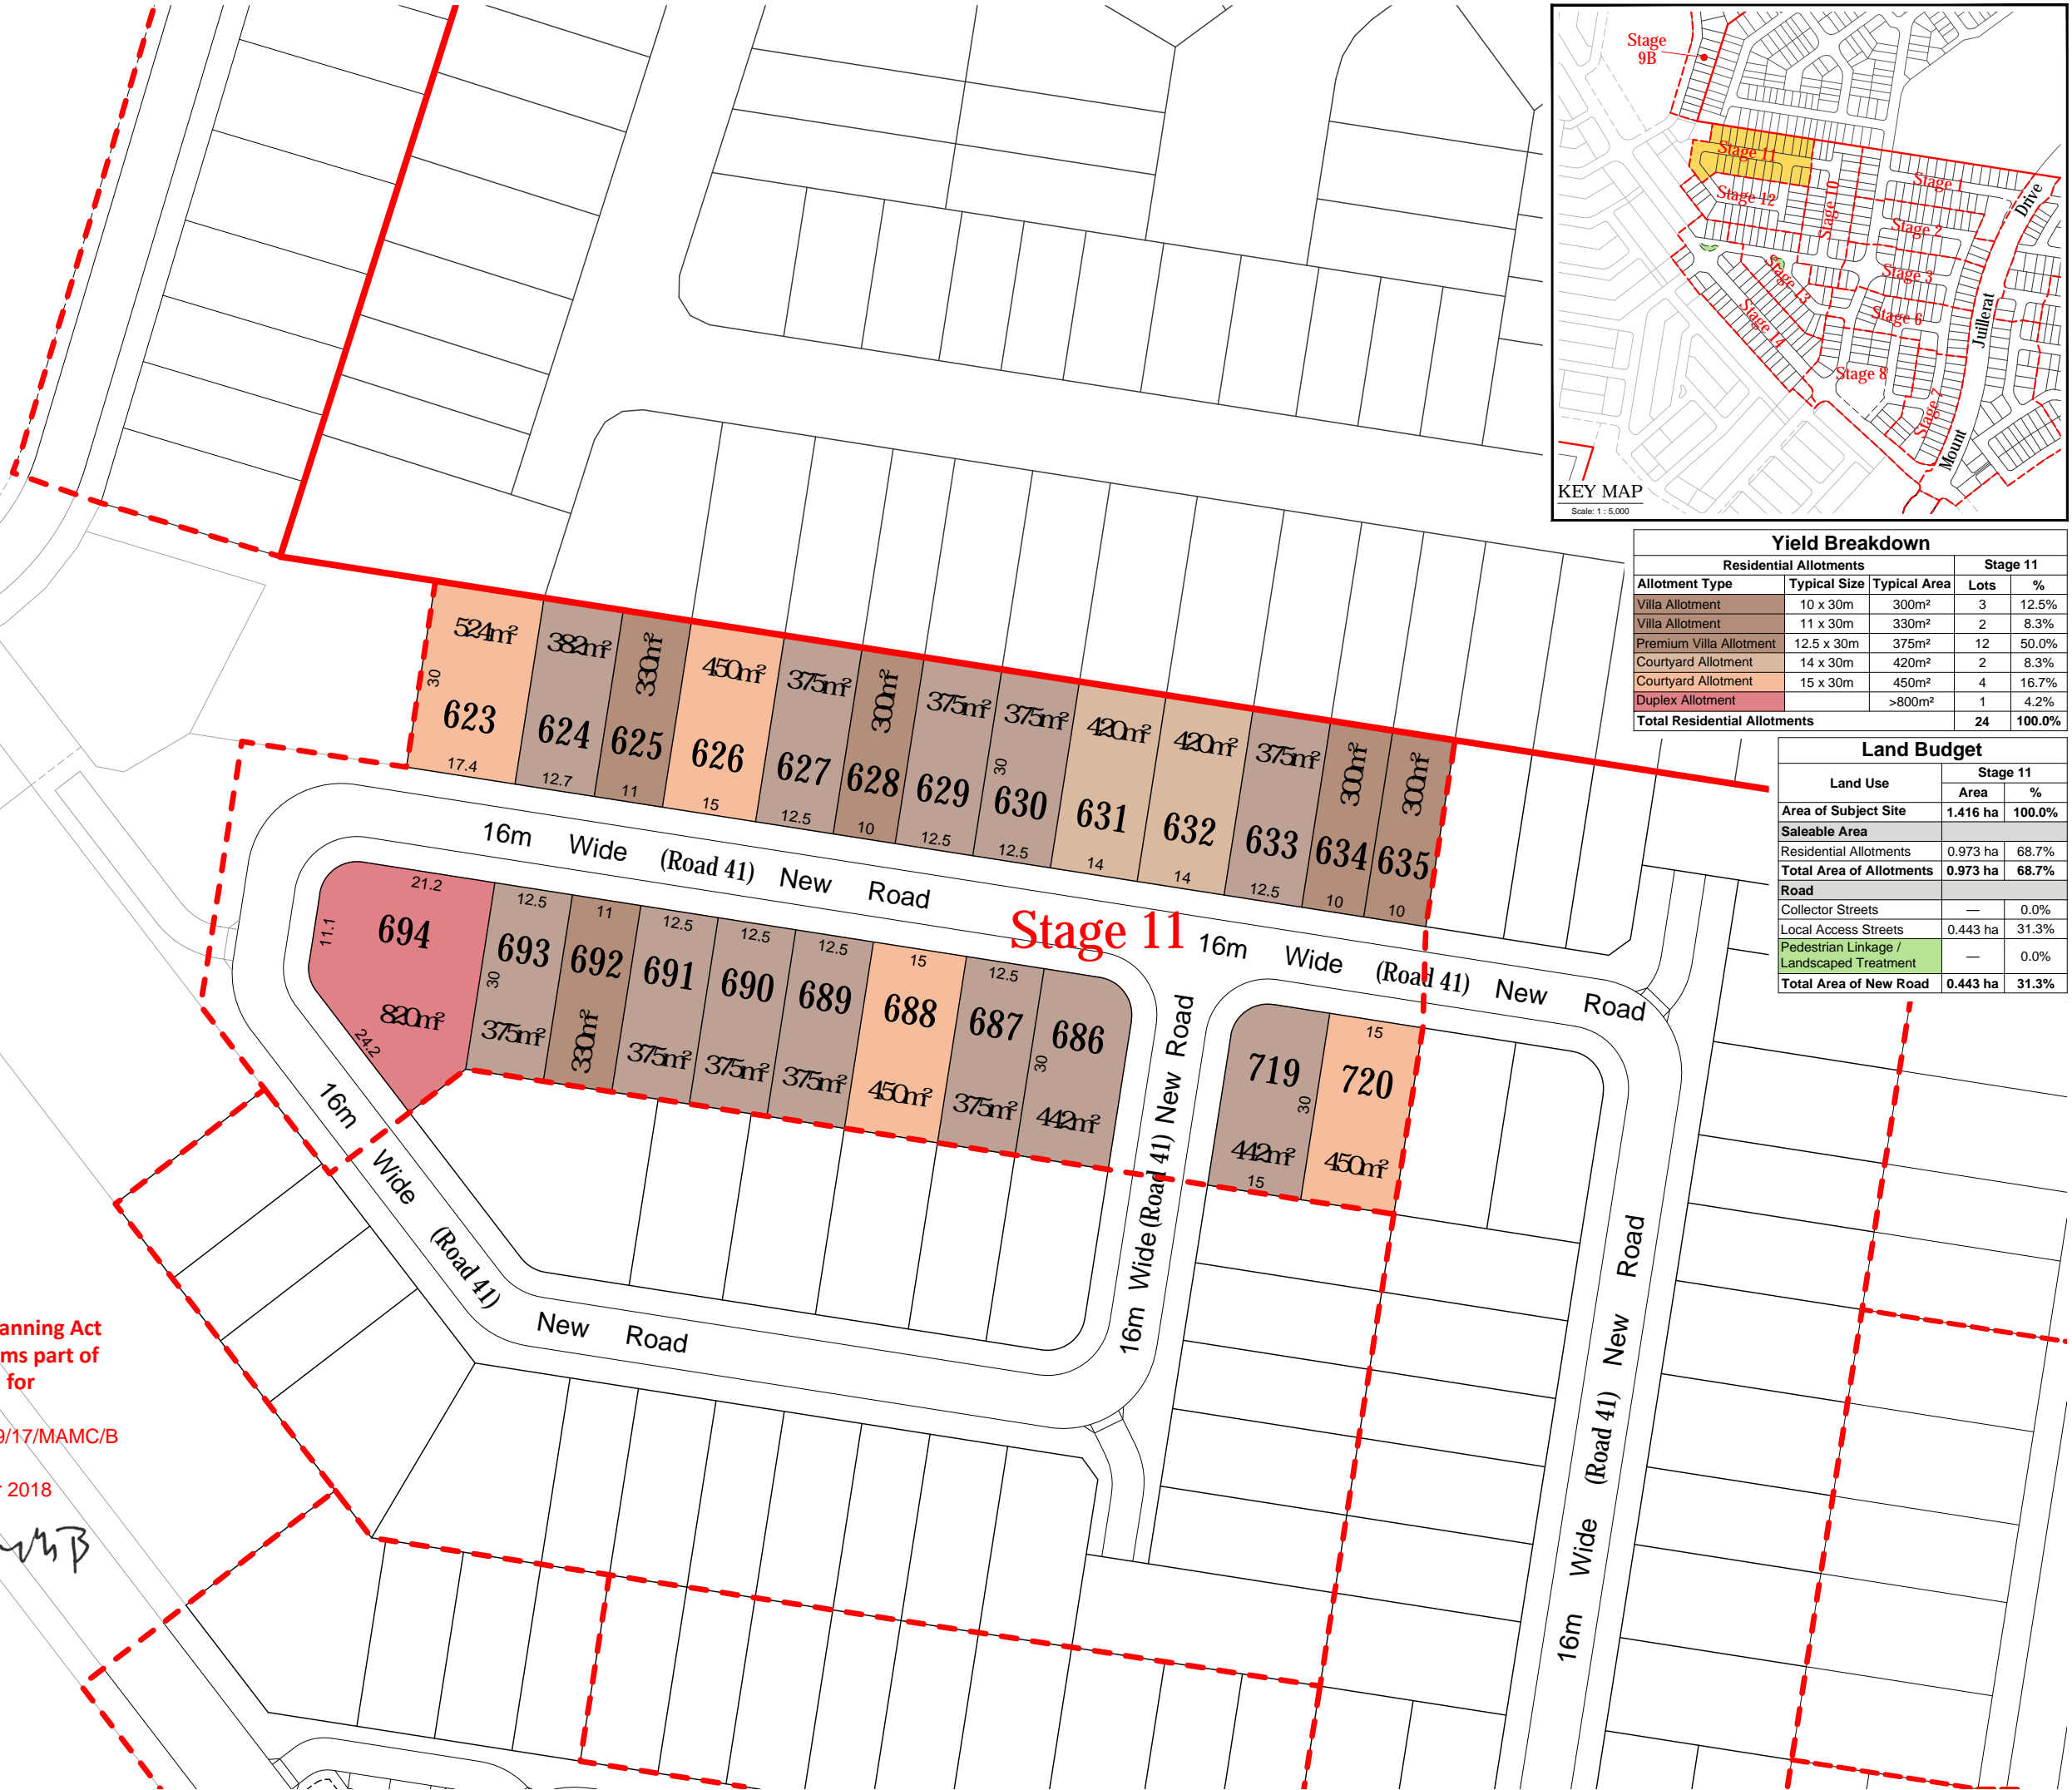 Stage
9B
Stage 11
Stage 12
Stage 10
Stage 1
Stage 2
Stage 3
Stage 13
Stage 14
Stage 6
Stage 8
Stage 7
Mount Juillerat Drive
KEY MAP
Scale: 1 : 5,000
Yield Breakdown
Residential Allotments Stage 11
Allotment Type Typical Size Typical Area Lots %
Villa Allotment 10 x 30m 300m² 3 12.5%
Villa Allotment 11 x 30m 330m² 2 8.3%
Premium Villa Allotment 12.5 x 30m 375m² 12 50.0%
Courtyard Allotment 14 x 30m 420m² 2 8.3%
Courtyard Allotment 15 x 30m 450m² 4 16.7%
Duplex Allotment >800m² 1 4.2%
Total Residential Allotments 24 100.0%
Land Budget
Land Use Stage 11
Area %
Area of Subject Site 1.416 ha 100.0%
Saleable Area
Residential Allotments 0.973 ha 68.7%
Total Area of Allotments 0.973 ha 68.7%
Road
Collector Streets — 0.0%
Local Access Streets 0.443 ha 31.3%
Pedestrian Linkage /
Landscaped Treatment — 0.0%
Total Area of New Road 0.443 ha 31.3%
524m²
30
623
17.4
382m²
624
12.7
330m²
625
11
450m²
626
15
375m²
627
12.5
300m²
628
10
375m²
629
12.5
375m²
30
630
12.5
420m²
631
14
420m²
632
14
375m²
633
12.5
300m²
634
10
300m²
635
10
16m Wide (Road 41) New Road
Stage 11
16m Wide (Road 41) New Road
21.2
11.1
694
820m²
24.2
12.5
693
30
375m²
11
692
330m²
12.5
691
375m²
12.5
690
375m²
12.5
689
375m²
15
688
450m²
12.5
687
375m²
686
30
442m²
719
30
442m²
15
15
720
450m²
16m Wide (Road 41) New Road
16m Wide (Road 41) New Road
16m Wide (Road 41) New Road
anning Act
ms part of
for
9/17/MAMC/B
r 2018